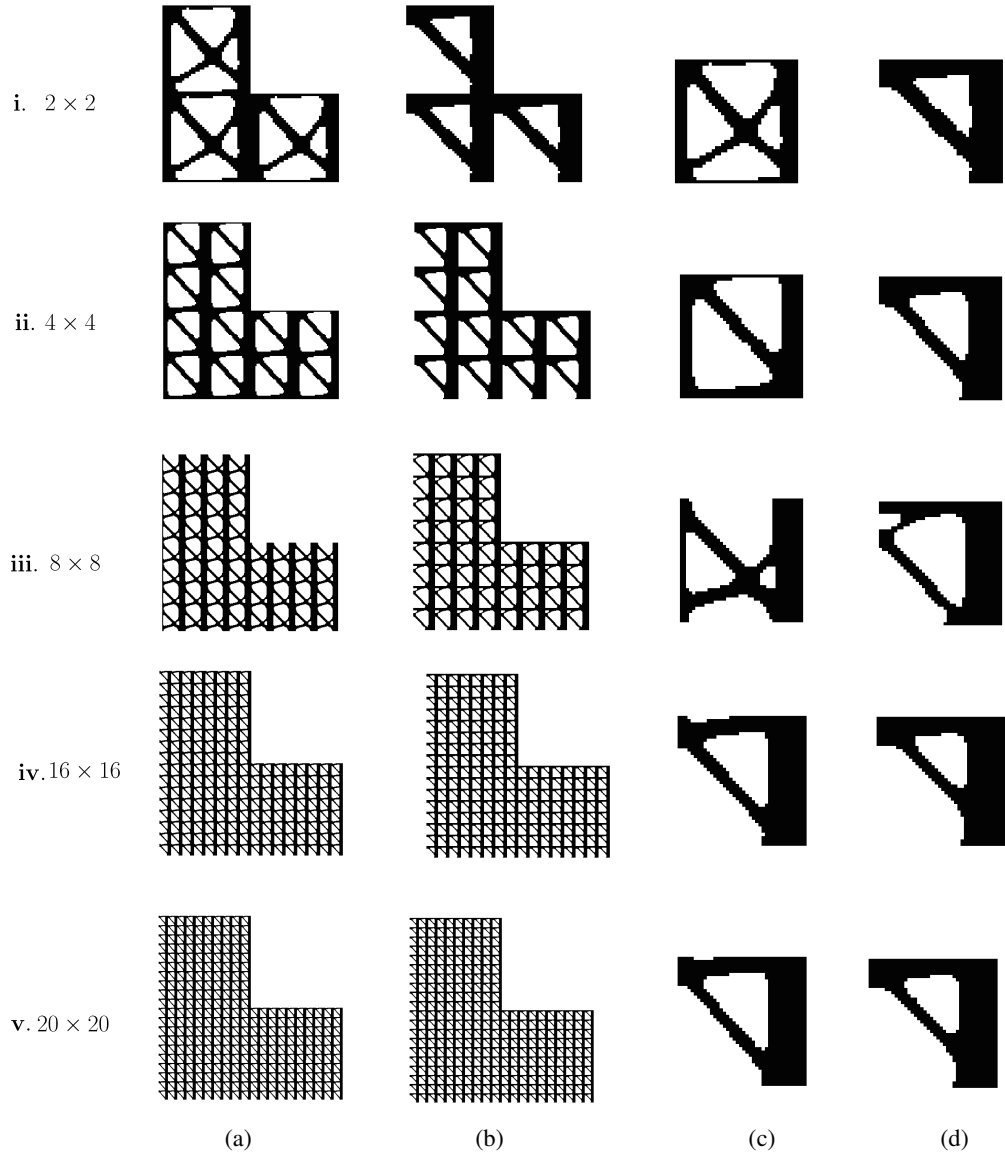 i. 2 × 2
ii. 4 × 4
iii. 8 × 8
iv. 16 × 16
v. 20 × 20
(a) (b) (c) (d)